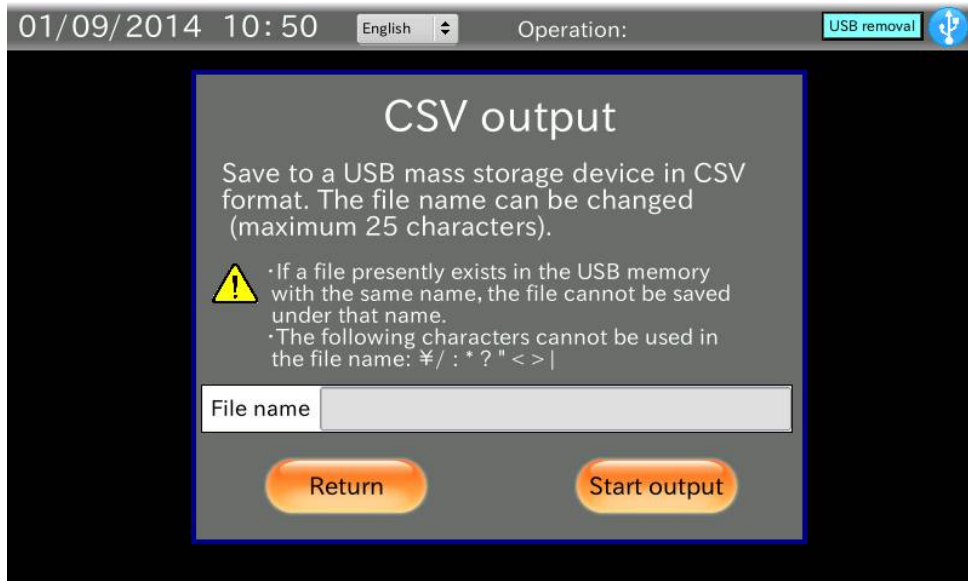 01/09/2014 10:50 English Operation: USB removal
CSV output
Save to a USB mass storage device in CSV
format. The file name can be changed
(maximum 25 characters).
・If a file presently exists in the USB memory
with the same name, the file cannot be saved
under that name.
・The following characters cannot be used in
the file name: ¥/ : * ? " < > |
File name
Return Start output